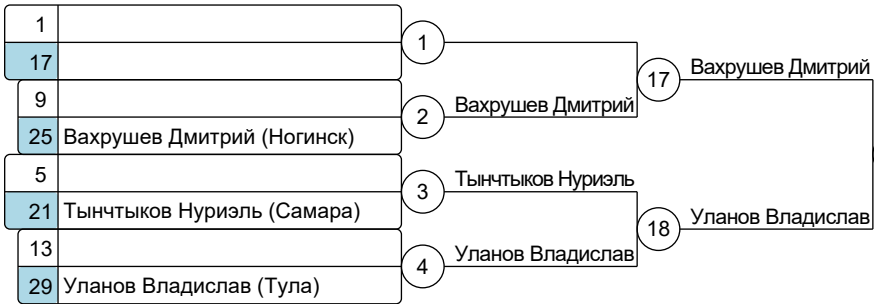 1
17
1
9
25 Вахрушев Дмитрий (Ногинск)
2
Вахрушев Дмитрий
17
Вахрушев Дмитрий
5
21 Тынчтыков Нуриэль (Самара)
3
Тынчтыков Нуриэль
13
29 Уланов Владислав (Тула)
4
Уланов Владислав
18
Уланов Владислав